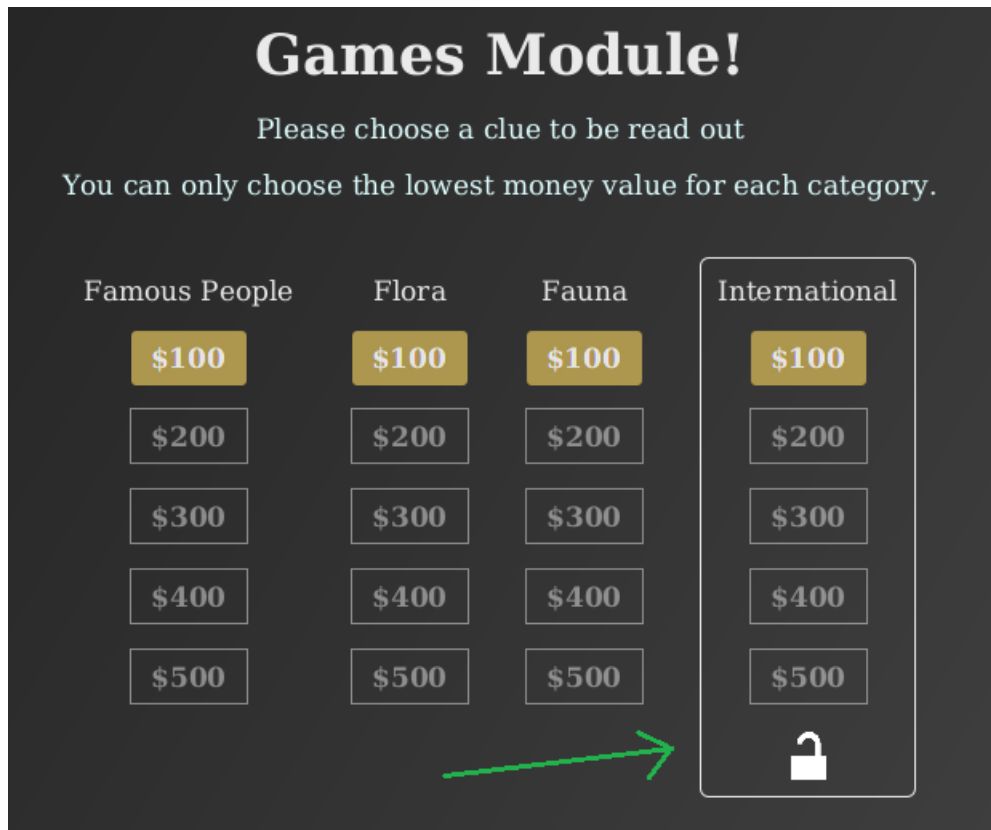 Games Module!
Please choose a clue to be read out
You can only choose the lowest money value for each category.
Famous People Flora Fauna International
$100 $100 $100 $100
$200 $200 $200 $200
$300 $300 $300 $300
$400 $400 $400 $400
$500 $500 $500 $500